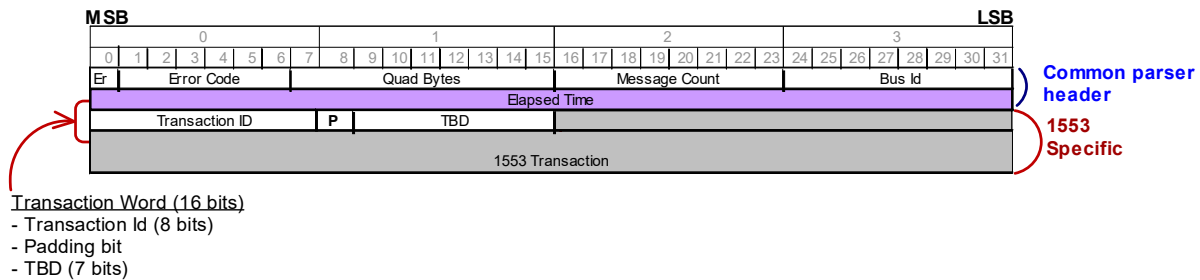 MSB LSB
0 1 2 3
0 1 2 3 4 5 6 7 8 9 10 11 12 13 14 15 16 17 18 19 20 21 22 23 24 25 26 27 28 29 30 31
Er Error Code Quad Bytes Message Count Bus Id
Elapsed Time
Transaction ID P TBD
1553 Transaction
Common parser
header
1553
Specific
Transaction Word (16 bits)
- Transaction Id (8 bits)
- Padding bit
- TBD (7 bits)